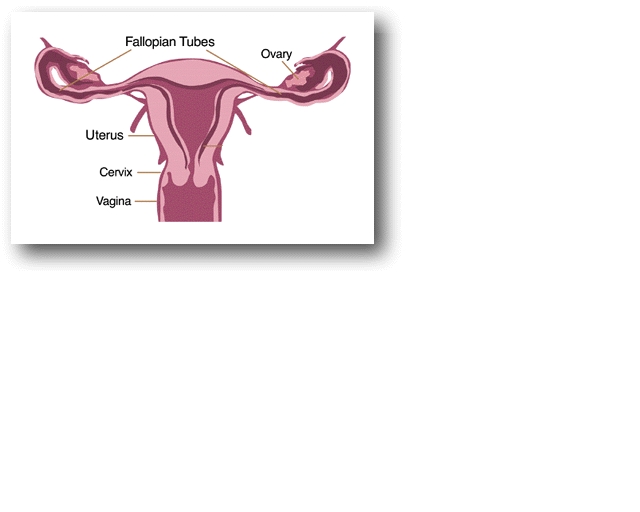 Fallopian Tubes
Ovary
Uterus
Cervix
Vagina